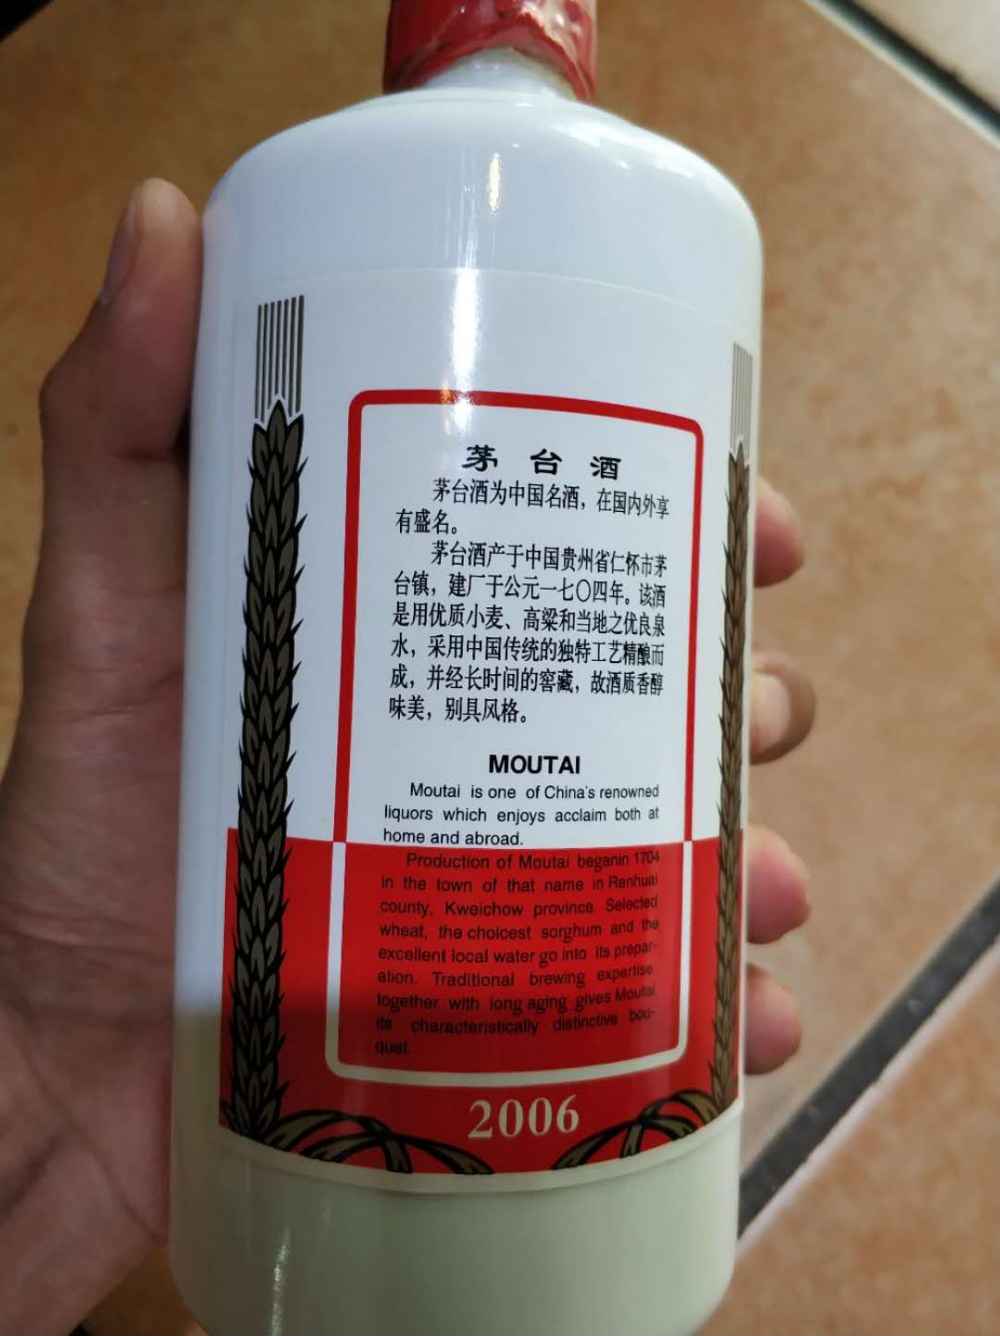 茅台酒
茅台酒为中国名酒，在国内外享
有盛名。
茅台酒产于中国贵州省仁怀市茅
台镇，建厂于公元一七〇四年。该酒
是用优质小麦、高粱和当地之优良泉
水，采用中国传统的独特工艺精酿而
成，并经长时间的窖藏，故酒质香醇
味美，别具风格。
MOUTAI
Moutai is one of China's renowned
liquors which enjoys acclaim both at
home and abroad.
Production of Moutai beganin 1704
in the town of that name in Renhuai
county, Kweichow province. Selected
wheat, the choicest sorghum and the
excellent local water go into its prepar-
ation. Traditional brewing expertise
together with long aging gives Moutai
its characteristically distinctive bou-
quet.
2006